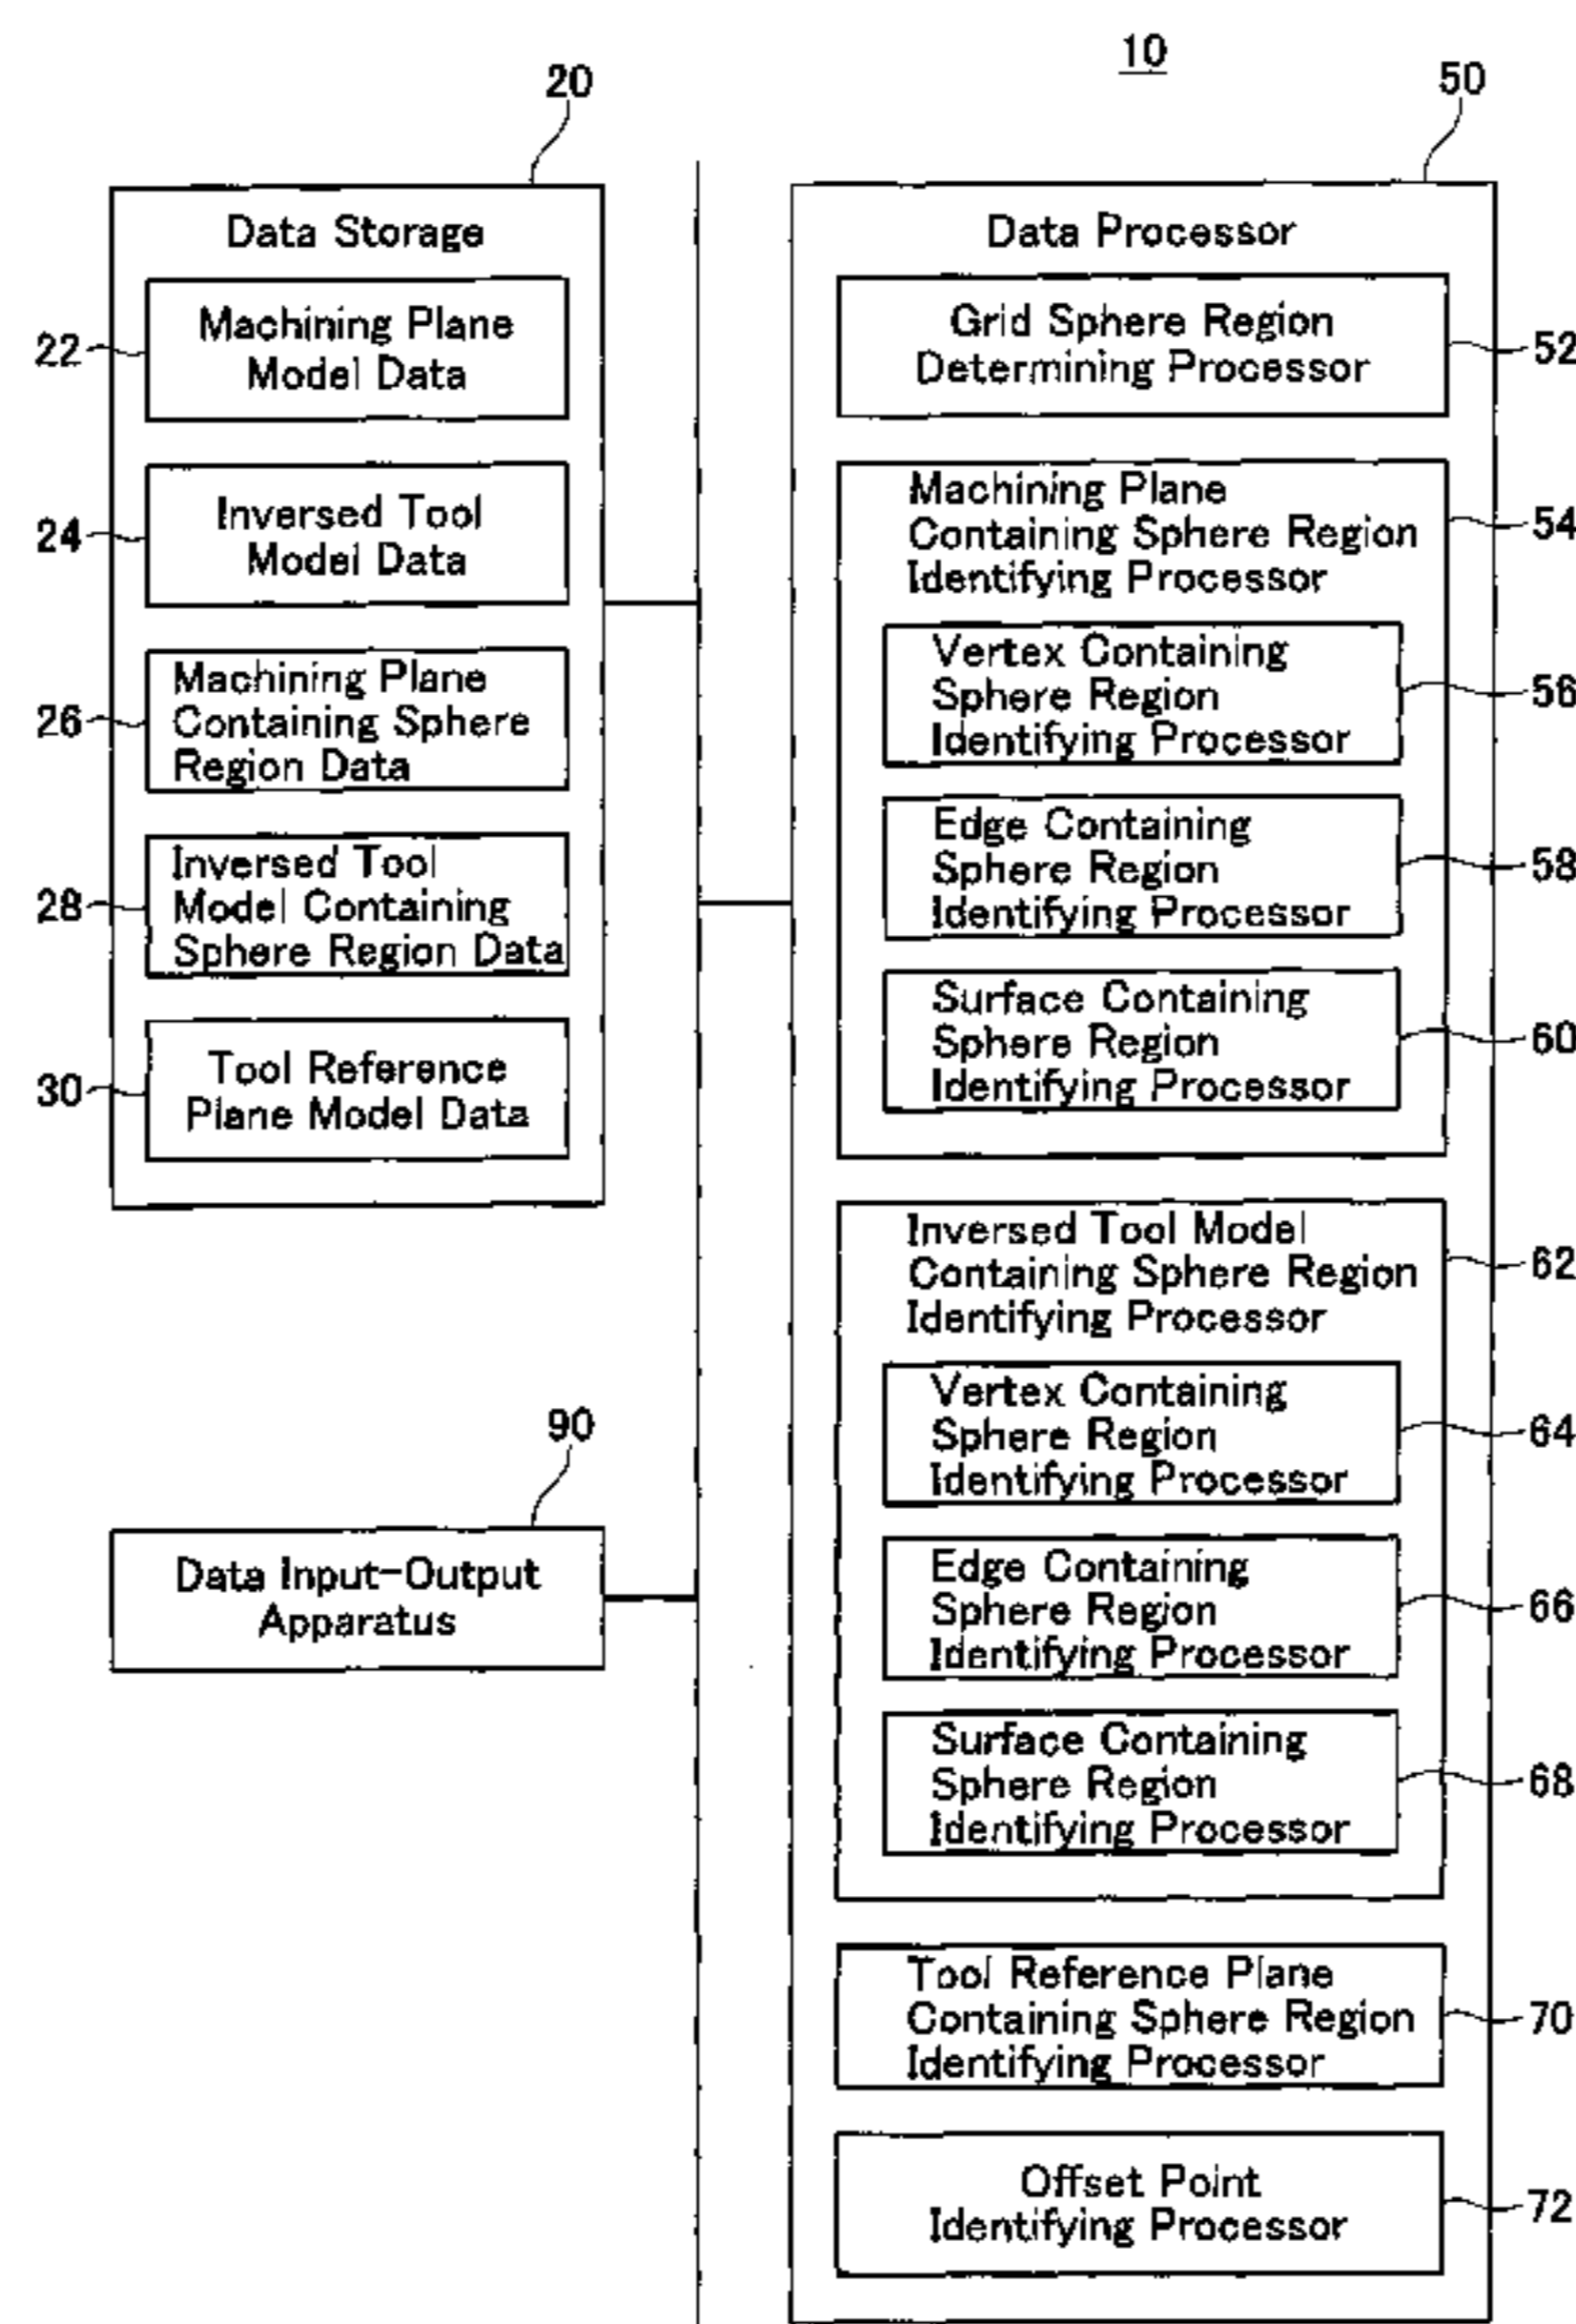 10
20
Data Storage
22
Machining Plane
Model Data
24
Inversed Tool
Model Data
26
Machining Plane
Containing Sphere
Region Data
28
Inversed Tool
Model Containing
Sphere Region Data
30
Tool Reference
Plane Model Data
90
Data Input-Output
Apparatus
50
Data Processor
Grid Sphere Region
Determining Processor
52
Machining Plane
Containing Sphere Region
Identifying Processor
54
Vertex Containing
Sphere Region
Identifying Processor
56
Edge Containing
Sphere Region
Identifying Processor
58
Surface Containing
Sphere Region
Identifying Processor
60
Inversed Tool Model
Containing Sphere Region
Identifying Processor
62
Vertex Containing
Sphere Region
Identifying Processor
64
Edge Containing
Sphere Region
Identifying Processor
66
Surface Containing
Sphere Region
Identifying Processor
68
Tool Reference Plane
Containing Sphere Region
Identifying Processor
70
Offset Point
Identifying Processor
72